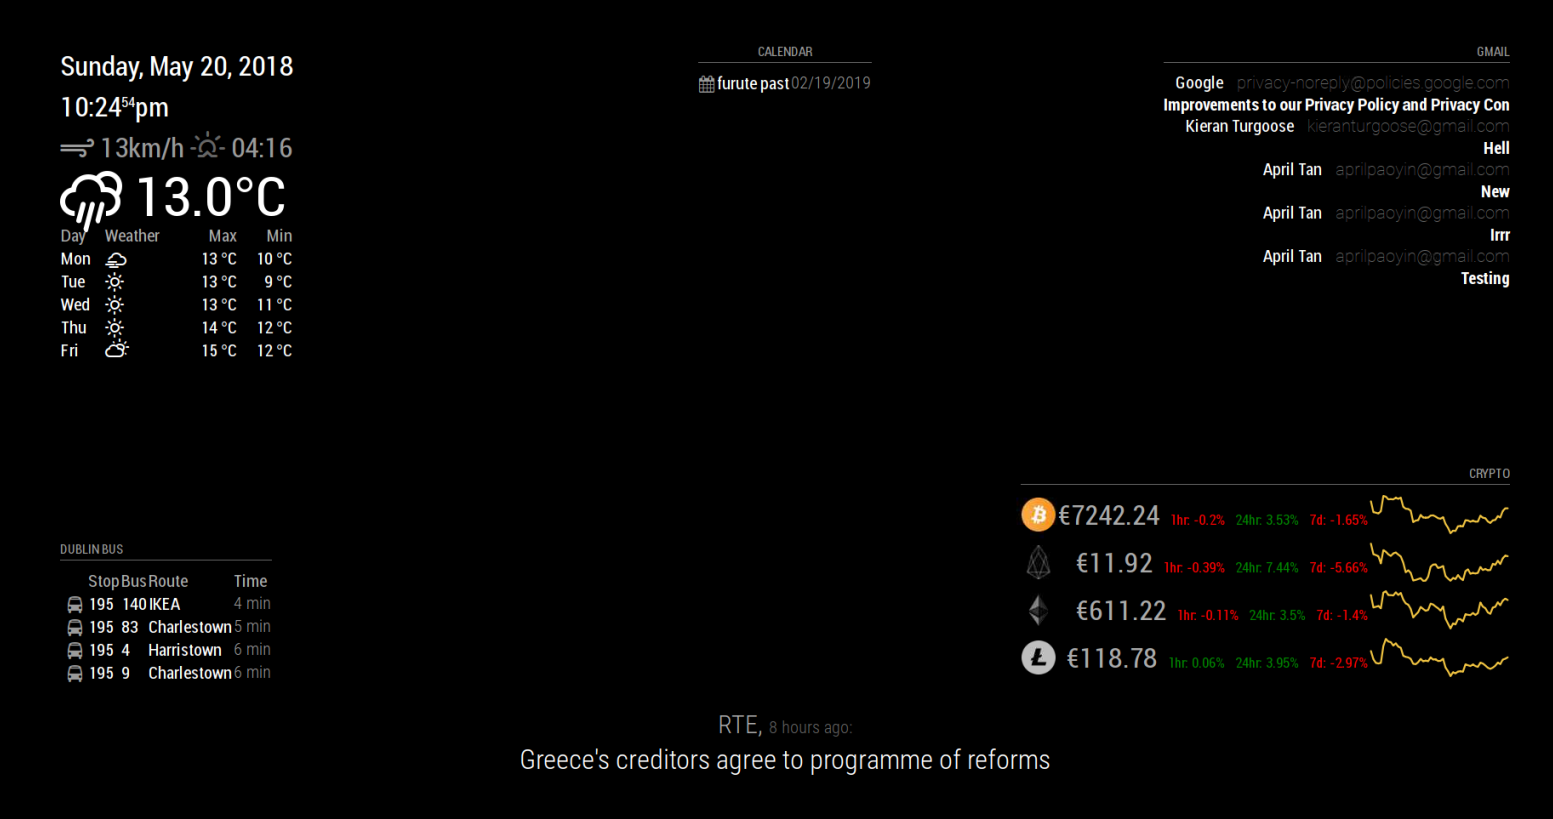 Sunday, May 20, 2018
10:24 54 pm
13km/h 04:16
13.0°C
Day Weather Max Min
Mon 13 °C 10 °C
Tue 13 °C 9 °C
Wed 13 °C 11 °C
Thu 14 °C 12 °C
Fri 15 °C 12 °C
CALENDAR
furute past 02/19/2019
GMAIL
Google privacy-noreply@policies.google.com
Improvements to our Privacy Policy and Privacy Con
Kieran Turgoose kieranturgoose@gmail.com
Hell
April Tan aprilpaoyin@gmail.com
New
April Tan aprilpaoyin@gmail.com
Irrr
April Tan aprilpaoyin@gmail.com
Testing
DUBLIN BUS
Stop Bus Route Time
195 140 IKEA 4 min
195 83 Charlestown 5 min
195 4 Harristown 6 min
195 9 Charlestown 6 min
CRYPTO
€7242.24 1hr: -0.2% 24hr: 3.53% 7d: -1.65%
€11.92 1hr: -0.39% 24hr: 7.44% 7d: -5.66%
€611.22 1hr: -0.11% 24hr: 3.5% 7d: -1.4%
€118.78 1hr: 0.06% 24hr: 3.95% 7d: -2.97%
RTE, 8 hours ago:
Greece's creditors agree to programme of reforms